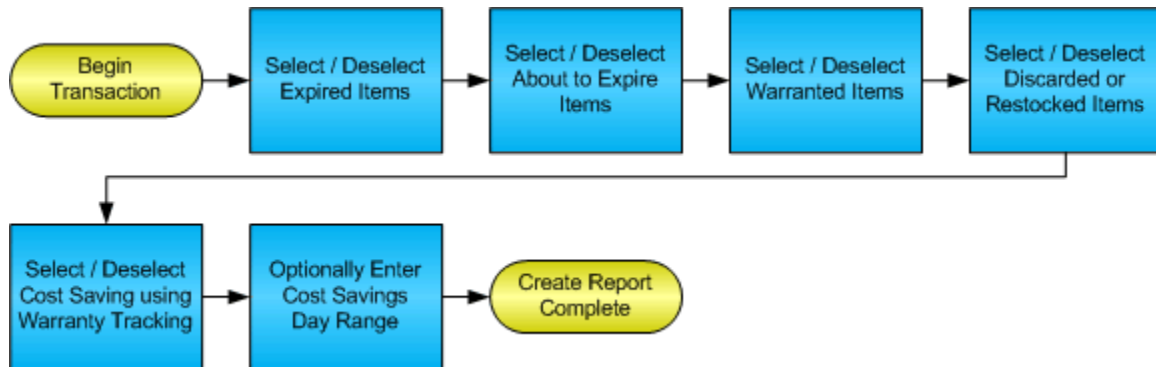 Begin
Transaction
Select / Deselect
Expired Items
Select / Deselect
About to Expire
Items
Select / Deselect
Warranted Items
Select / Deselect
Discarded or
Restocked Items
Select / Deselect
Cost Saving using
Warranty Tracking
Optionally Enter
Cost Savings
Day Range
Create Report
Complete